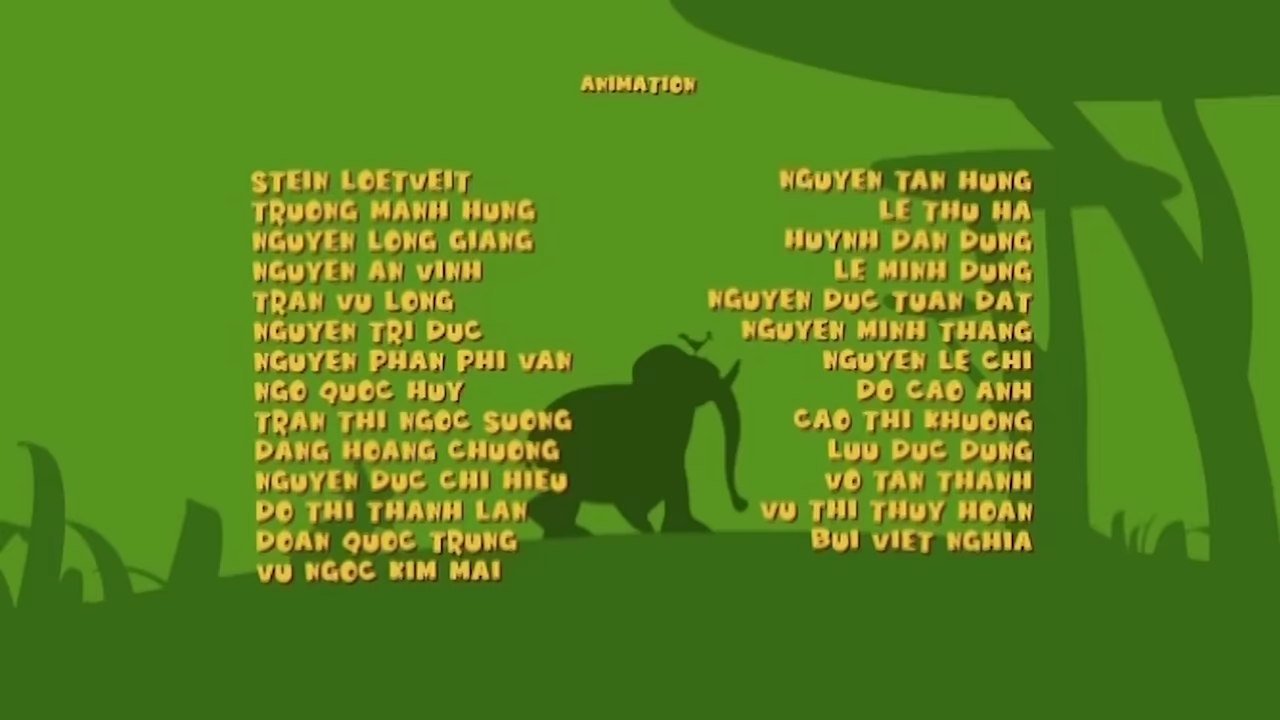 ANIMATION
STEIN LOETVEIT
TRUONG MANH HUNG
NGUYEN LONG GIANG
NGUYEN AN VINH
TRAN VU LONG
NGUYEN TRI DUC
NGUYEN PHAN PHI VAN
NGO QUOC HUY
TRAN THI NGOC SUONG
DANG HOANG CHUONG
NGUYEN DUC CHI HIEU
DO THI THANH LAN
DOAN QUOC TRUNG
VU NGOC KIM MAI
NGUYEN TAN HUNG
LE THU HA
HUYNH DAN DUNG
LE MINH DUNG
NGUYEN DUC TUAN DAT
NGUYEN MINH THANG
NGUYEN LE CHI
DO CAO ANH
CAO THI KHUONG
LUU DUC DUNG
VO TAN THANH
VU THI THUY HOAN
BUI VIET NGHIA